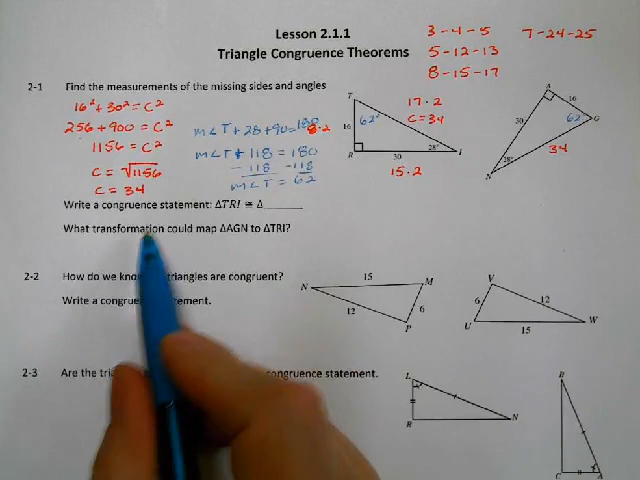 Lesson 2.1.1
Triangle Congruence Theorems
3-4-5
7-24-25
5-12-13
8-15-17
2-1 Find the measurements of the missing sides and angles
16² + 30² = C²
256 + 900 = C²
1156 = C²
C = √1156
C = 34
m∠T + 28 + 90 = 180
m∠T + 118 = 180
- 118 -118
m∠T = 62
8·2
T
16
62°
R
30
28°
I
17·2
C = 34
15·2
A
16
30
62°
G
28°
N
34
Write a congruence statement: ΔTRI ≅ Δ______
What transformation could map ΔAGN to ΔTRI?
2-2 How do we know triangles are congruent?
N
15
M
12
6
P
V
6
12
U
15
W
Write a
2-3 Are the congruence statement.
L
R
N
C
A